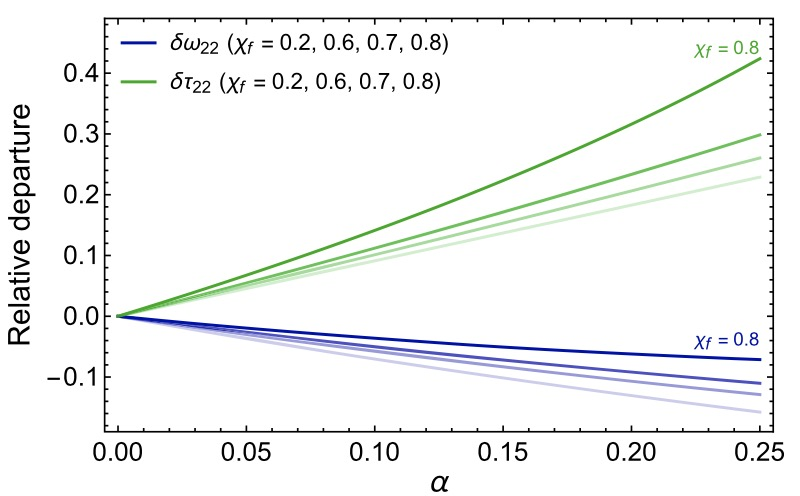 δω₂₂ (χf = 0.2, 0.6, 0.7, 0.8)
δτ₂₂ (χf = 0.2, 0.6, 0.7, 0.8)
χf = 0.8
χf = 0.8
Relative departure
0.4
0.3
0.2
0.1
0.0
−0.1
0.00 0.05 0.10 0.15 0.20 0.25
α